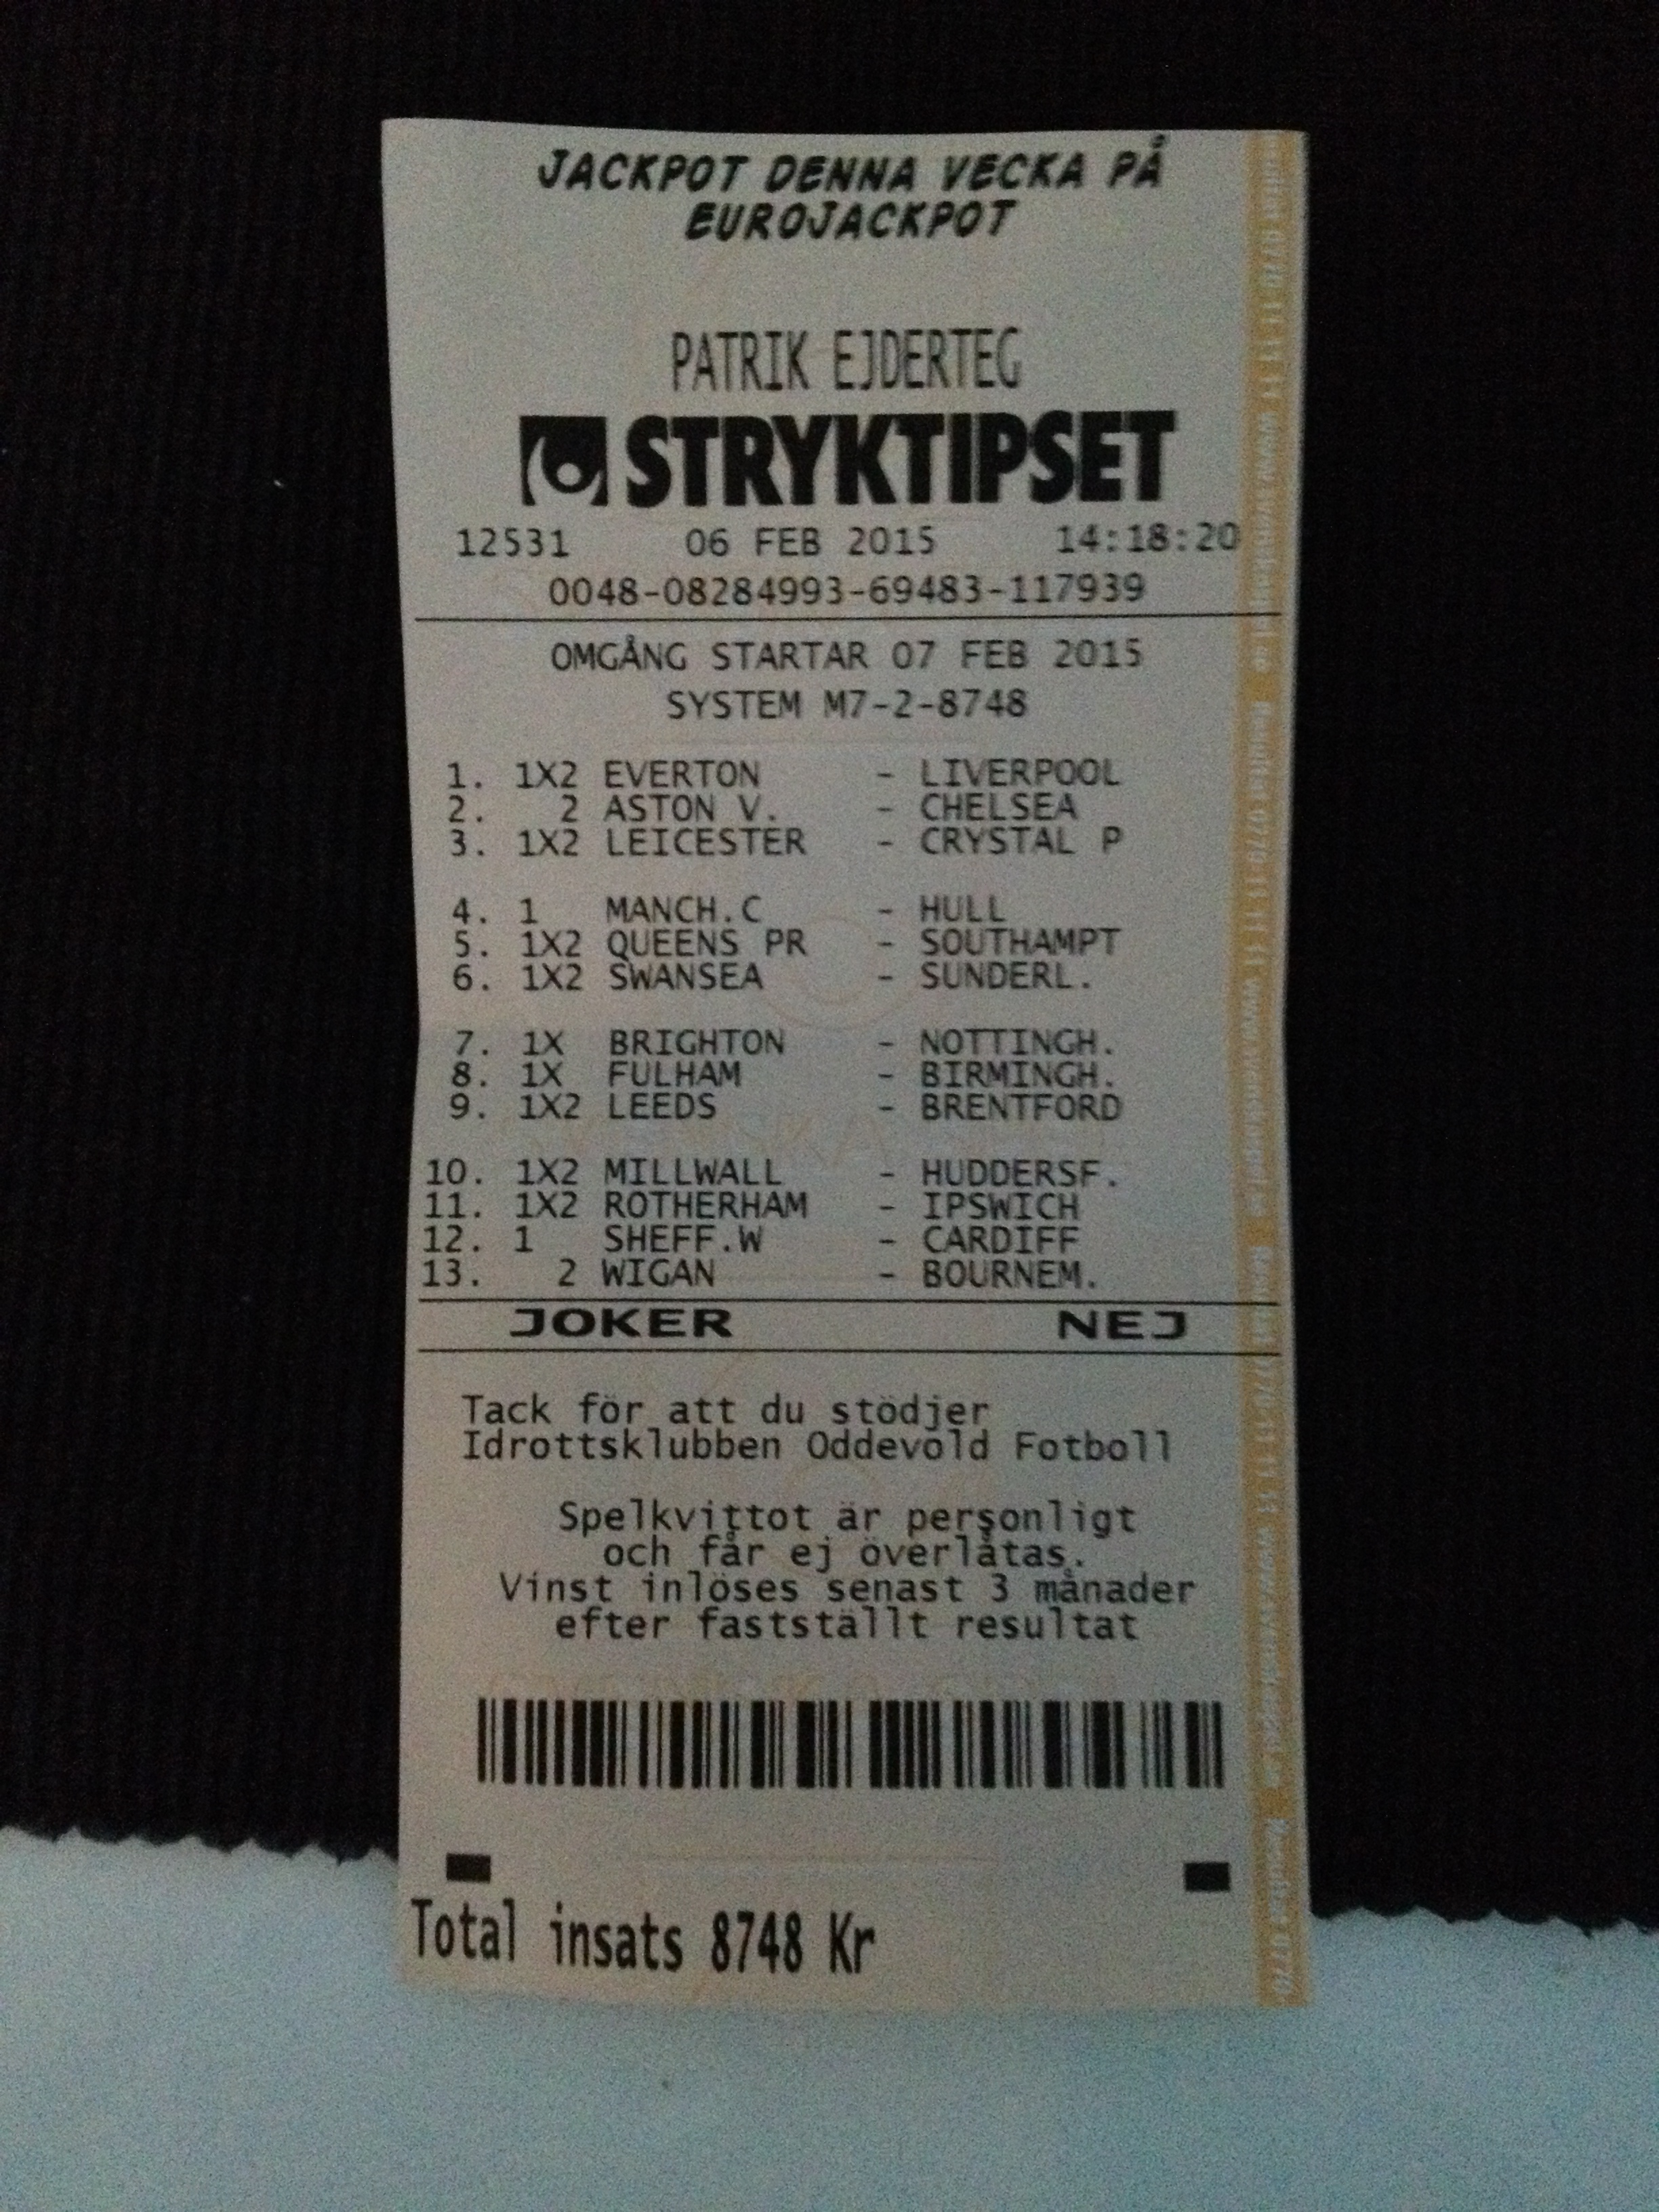 JACKPOT DENNA VECKA PÅ
EUROJACKPOT
PATRIK EJDERTEG
STRYKTIPSET
12531 06 FEB 2015 14:18:20
0048-08284993-69483-117939
OMGÅNG STARTAR 07 FEB 2015
SYSTEM M7-2-8748
1. 1X2 EVERTON - LIVERPOOL
2. 2 ASTON V. - CHELSEA
3. 1X2 LEICESTER - CRYSTAL P
4. 1 MANCH.C - HULL
5. 1X2 QUEENS PR - SOUTHAMPT
6. 1X2 SWANSEA - SUNDERL.
7. 1X BRIGHTON - NOTTINGH.
8. 1X FULHAM - BIRMINGH.
9. 1X2 LEEDS - BRENTFORD
10. 1X2 MILLWALL - HUDDERSF.
11. 1X2 ROTHERHAM - IPSWICH
12. 1 SHEFF.W - CARDIFF
13. 2 WIGAN - BOURNEM.
JOKER NEJ
Tack för att du stödjer
Idrottsklubben Oddevold Fotboll
Spelkvittot är personligt
och får ej överlåtas.
Vinst inlöses senast 3 månader
efter fastställt resultat
Total insats 8748 Kr